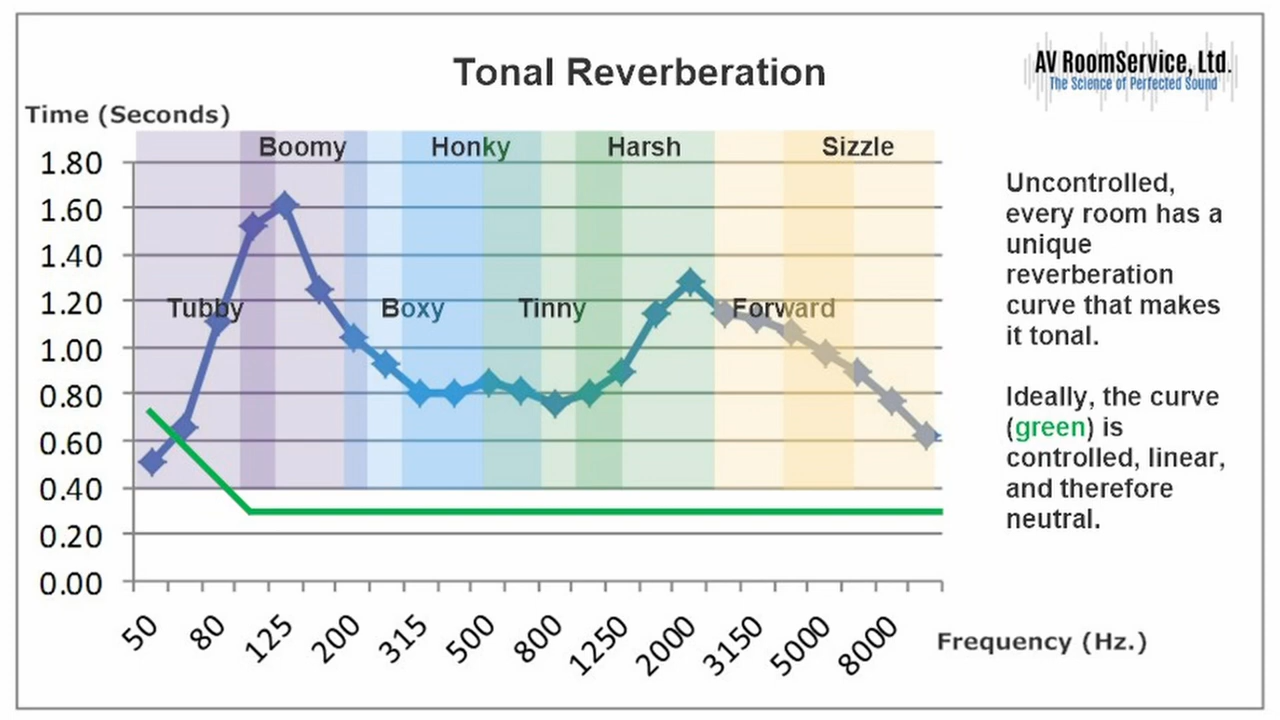 Tonal Reverberation
AV RoomService, Ltd.
The Science of Perfected Sound
Time (Seconds)
Boomy
Honky
Harsh
Sizzle
1.80
1.60
1.40
1.20
1.00
0.80
0.60
0.40
0.20
0.00
Tubby
Boxy
Tinny
Forward
50
80
125
200
315
500
800
1250
2000
3150
5000
8000
Frequency (Hz.)
Uncontrolled,
every room has a
unique
reverberation
curve that makes
it tonal.
Ideally, the curve
(green) is
controlled, linear,
and therefore
neutral.